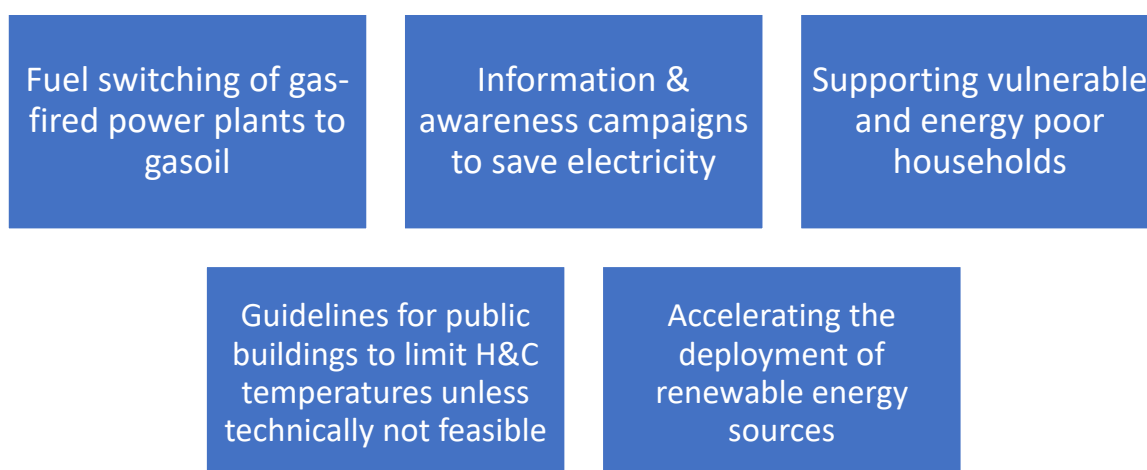 Fuel switching of gas-
fired power plants to
gasoil
Information &
awareness campaigns
to save electricity
Supporting vulnerable
and energy poor
households
Guidelines for public
buildings to limit H&C
temperatures unless
technically not feasible
Accelerating the
deployment of
renewable energy
sources